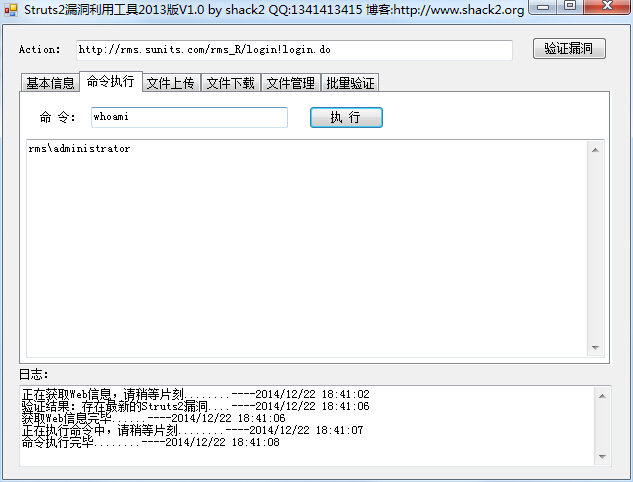 Struts2漏洞利用工具2013版V1.0 by shack2 QQ:1341413415 博客:http://www.shack2.org
Action: http://rms.sunits.com/rms_R/login!login.do 验证漏洞
基本信息 命令执行 文件上传 文件下载 文件管理 批量验证
命 令: whoami 执 行
rms\administrator
日志:
正在获取Web信息,请稍等片刻........----2014/12/22 18:41:02
验证结果:存在最新的Struts2漏洞....----2014/12/22 18:41:06
获取Web信息完毕......----2014/12/22 18:41:06
正在执行命令中,请稍等片刻........----2014/12/22 18:41:07
命令执行完毕........----2014/12/22 18:41:08